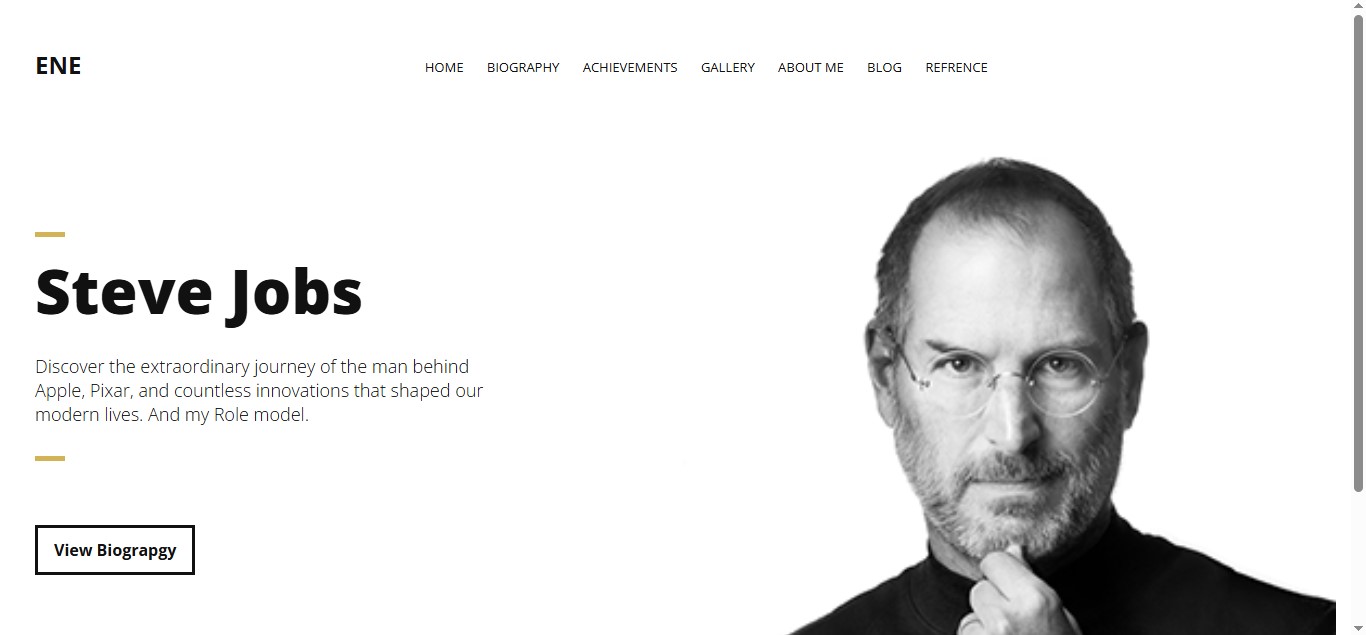 ENE
HOME BIOGRAPHY ACHIEVEMENTS GALLERY ABOUT ME BLOG REFRENCE
Steve Jobs
Discover the extraordinary journey of the man behind
Apple, Pixar, and countless innovations that shaped our
modern lives. And my Role model.
View Biograpgy